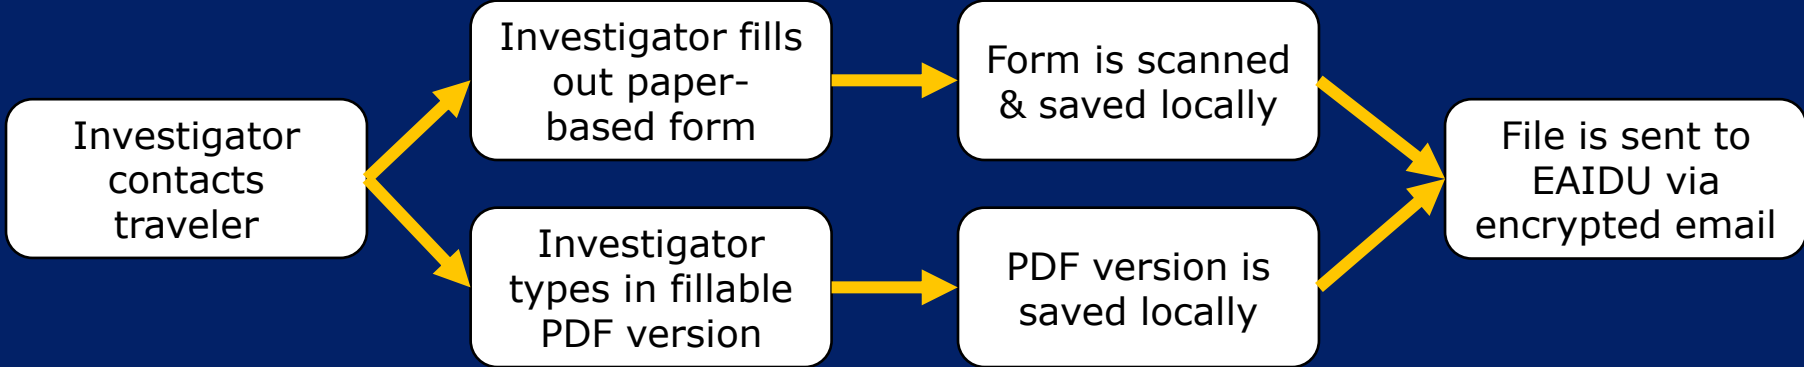 Investigator
contacts
traveler
Investigator fills
out paper-
based form
Form is scanned
& saved locally
Investigator
types in fillable
PDF version
PDF version is
saved locally
File is sent to
EAIDU via
encrypted email